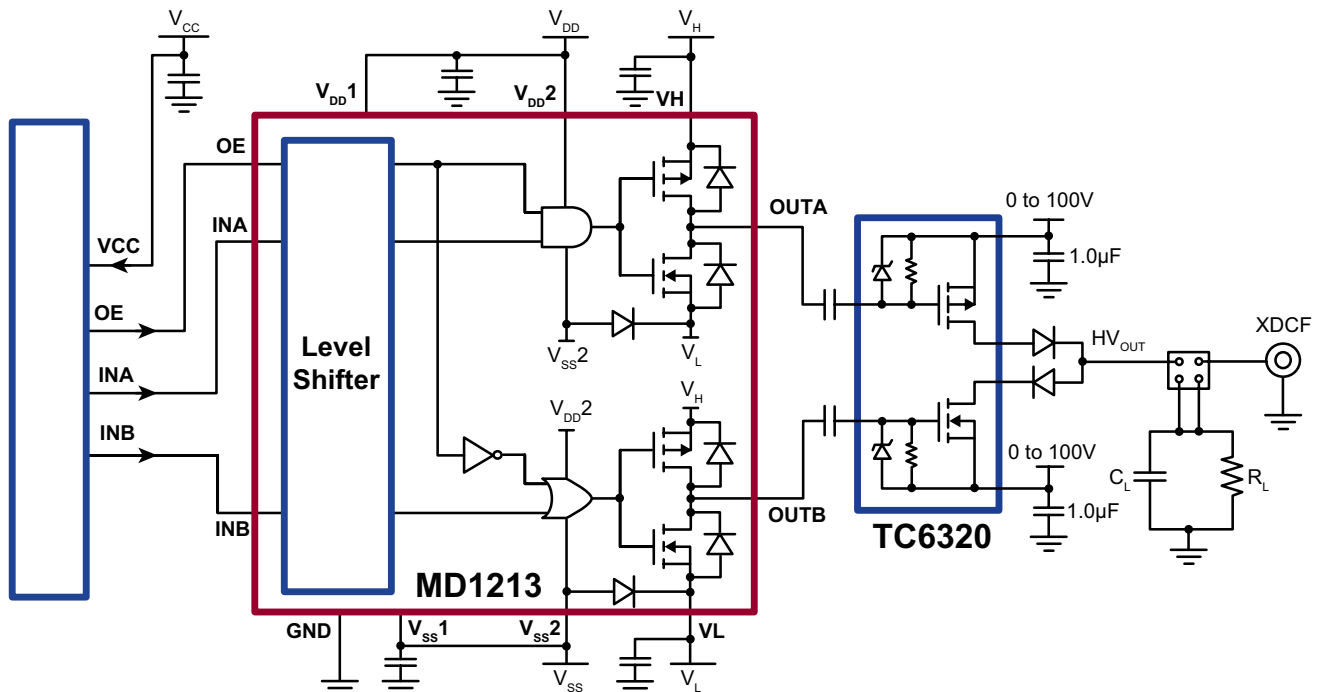 VCC
VDD
VH
VDD1
VDD2
VH
OE
INA
VCC
OE
INA
INB
INB
Level
Shifter
VSS2
VL
VDD2
VH
OUTA
OUTB
MD1213
GND
VSS1
VSS2
VL
VSS
VL
0 to 100V
1.0µF
HVOUT
XDCF
0 to 100V
1.0µF
TC6320
CL
RL